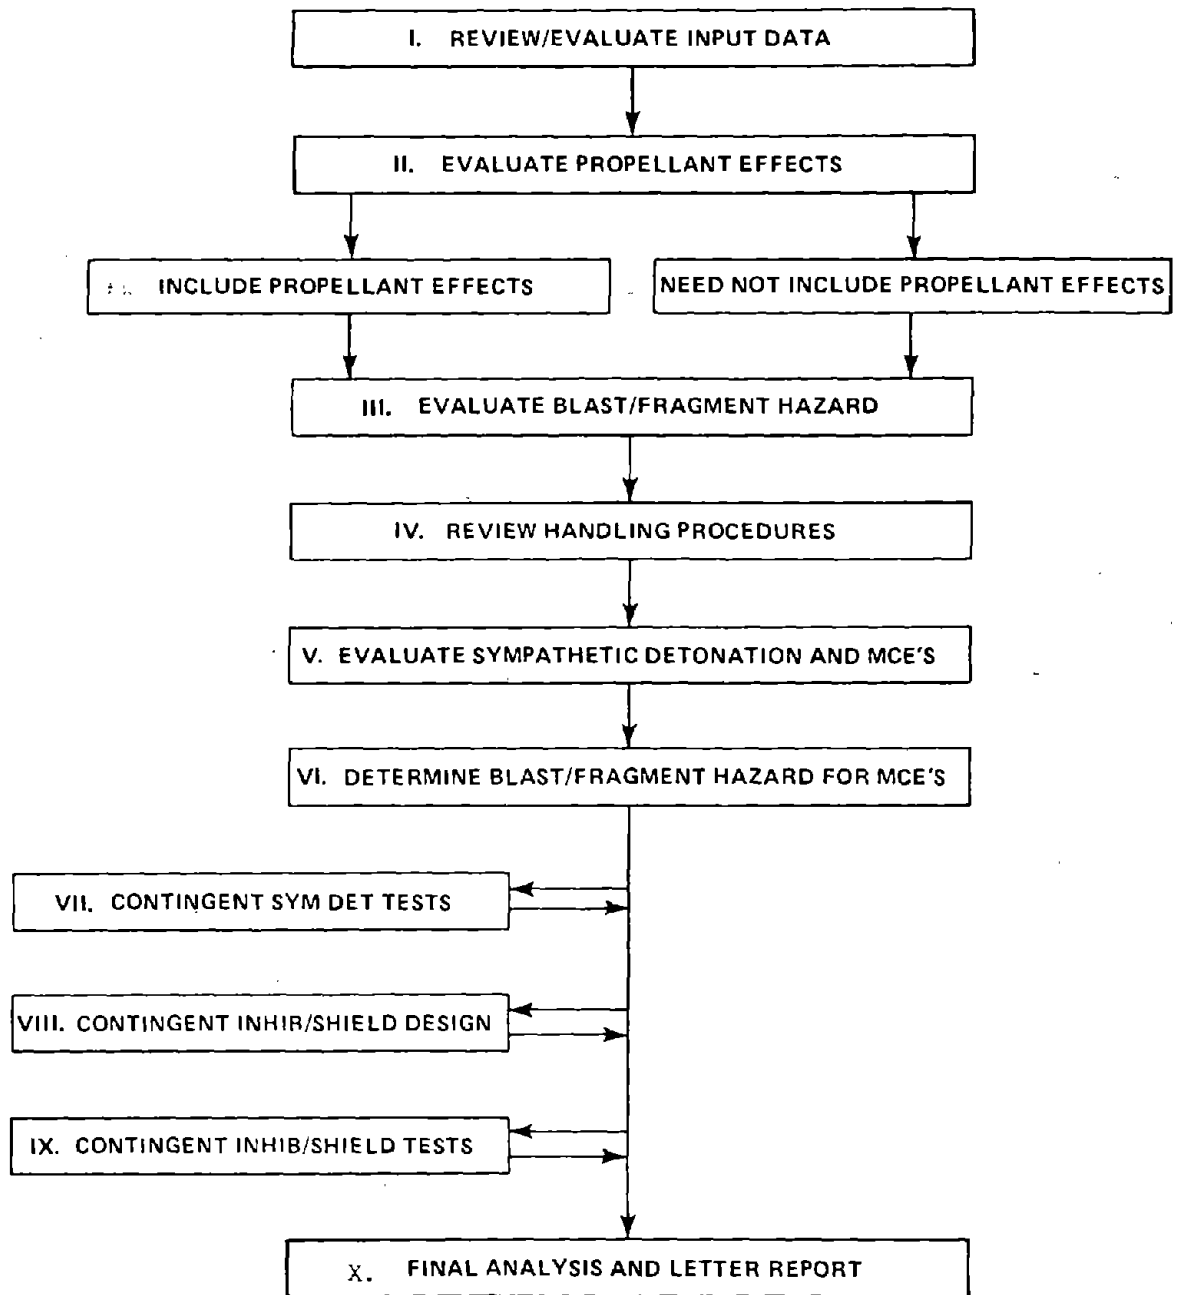 I. REVIEW/EVALUATE INPUT DATA
II. EVALUATE PROPELLANT EFFECTS
INCLUDE PROPELLANT EFFECTS
NEED NOT INCLUDE PROPELLANT EFFECTS
III. EVALUATE BLAST/FRAGMENT HAZARD
IV. REVIEW HANDLING PROCEDURES
V. EVALUATE SYMPATHETIC DETONATION AND MCE'S
VI. DETERMINE BLAST/FRAGMENT HAZARD FOR MCE'S
VII. CONTINGENT SYM DET TESTS
VIII. CONTINGENT INHIR/SHIELD DESIGN
IX. CONTINGENT INHIB/SHIELD TESTS
X. FINAL ANALYSIS AND LETTER REPORT